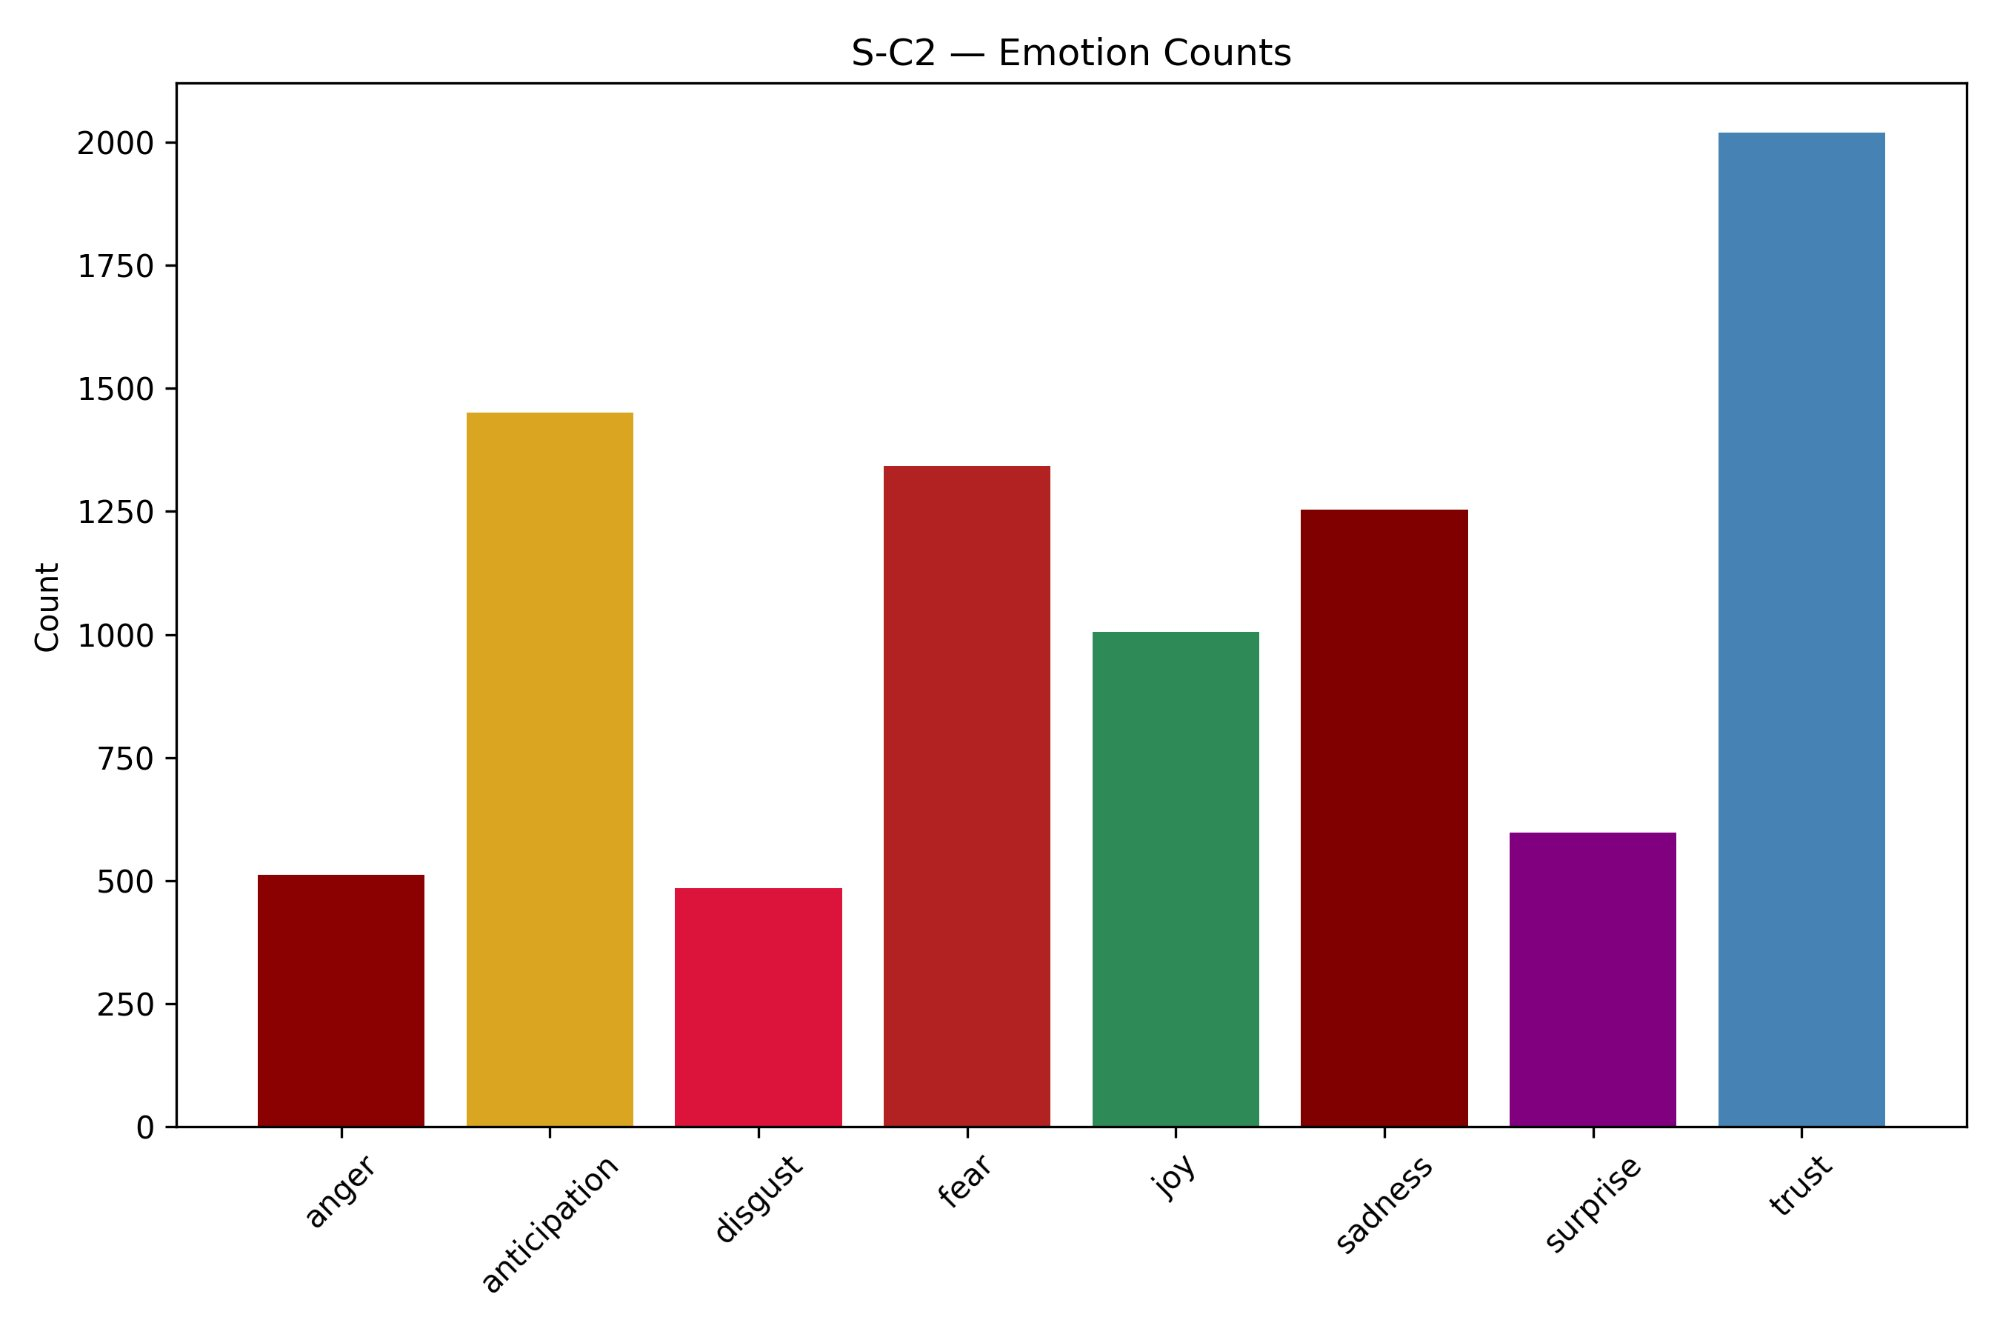 S-C2 — Emotion Counts
Count
2000
1750
1500
1250
1000
750
500
250
0
anger
anticipation
disgust
fear
joy
sadness
surprise
trust